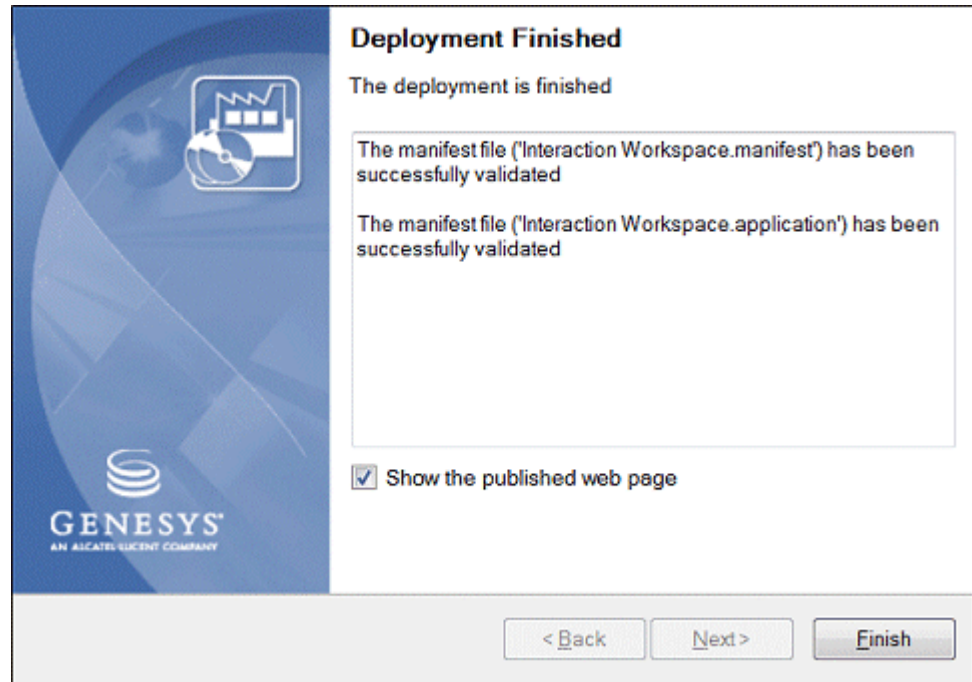 Deployment Finished
The deployment is finished
The manifest file ('Interaction Workspace.manifest') has been
successfully validated
The manifest file ('Interaction Workspace.application') has been
successfully validated
Show the published web page
GENESYS
AN ALCATEL-LUCENT COMPANY
< Back
Next >
Finish